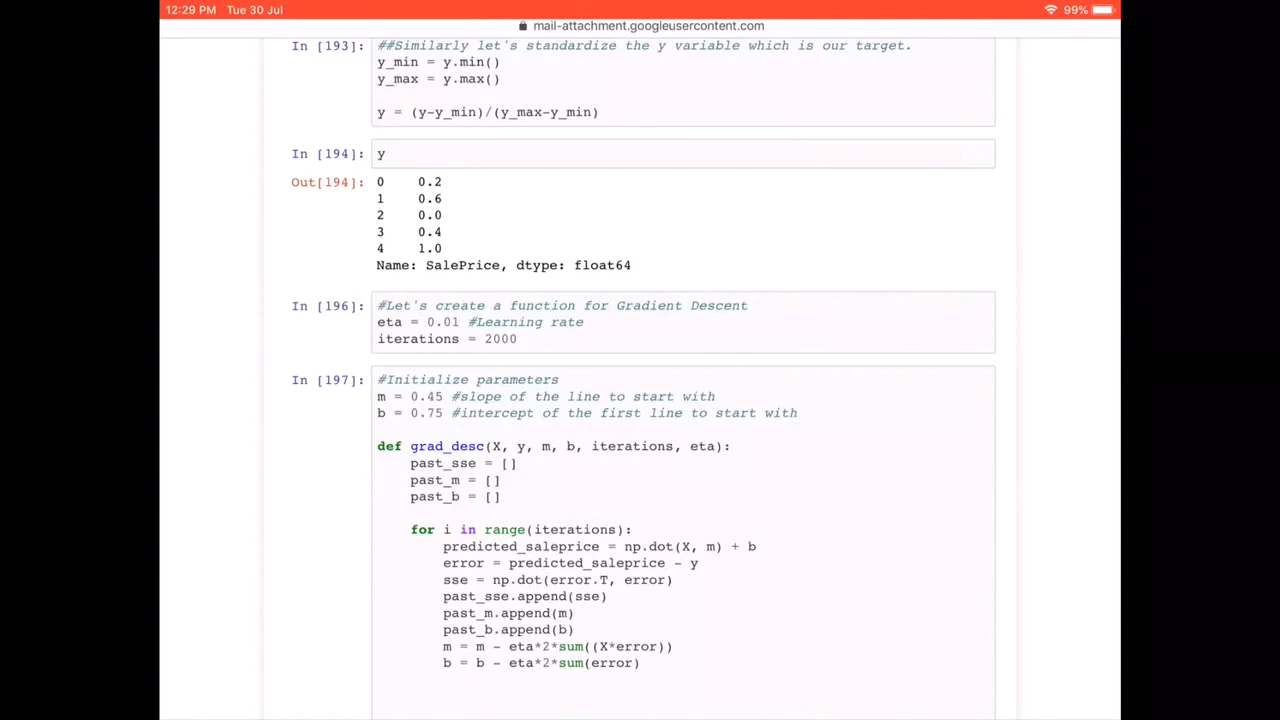 12:29 PM Tue 30 Jul 99%
mail-attachment.googleusercontent.com
In [193]: ##Similarly let's standardize the y variable which is our target.
y_min = y.min()
y_max = y.max()
y = (y-y_min)/(y_max-y_min)
In [194]: y
Out[194]: 0 0.2
1 0.6
2 0.0
3 0.4
4 1.0
Name: SalePrice, dtype: float64
In [196]: #Let's create a function for Gradient Descent
eta = 0.01 #Learning rate
iterations = 2000
In [197]: #Initialize parameters
m = 0.45 #slope of the line to start with
b = 0.75 #intercept of the first line to start with
def grad_desc(X, y, m, b, iterations, eta):
past_sse = []
past_m = []
past_b = []
for i in range(iterations):
predicted_saleprice = np.dot(X, m) + b
error = predicted_saleprice - y
sse = np.dot(error.T, error)
past_sse.append(sse)
past_m.append(m)
past_b.append(b)
m = m - eta*2*sum((X*error))
b = b - eta*2*sum(error)